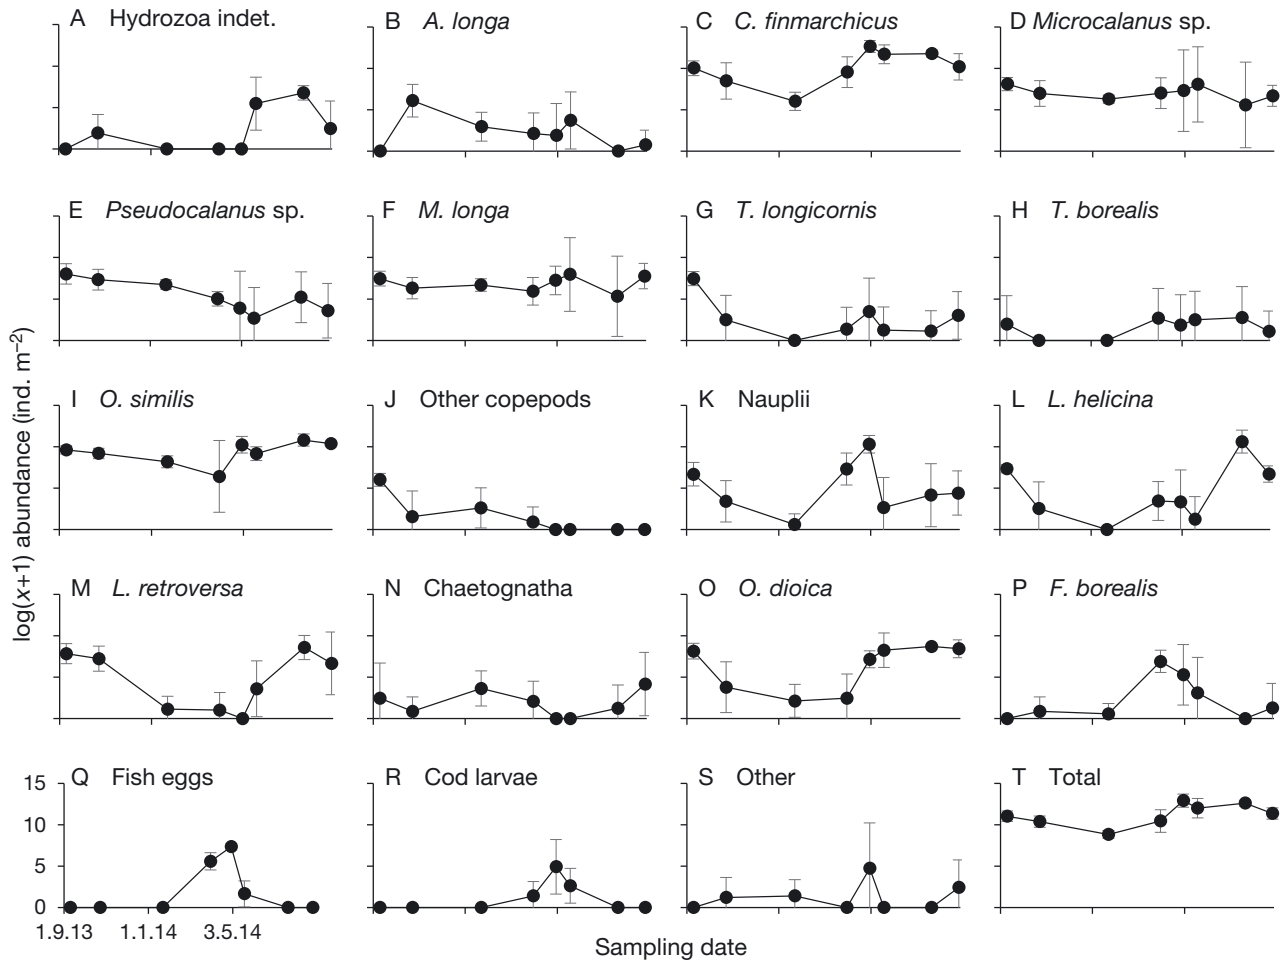 A Hydrozoa indet.
B A. longa
C C. finmarchicus
D Microcalanus sp.
E Pseudocalanus sp.
F M. longa
G T. longicornis
H T. borealis
I O. similis
J Other copepods
K Nauplii
L L. helicina
M L. retroversa
N Chaetognatha
O O. dioica
P F. borealis
Q Fish eggs
R Cod larvae
S Other
T Total
log(x+1) abundance (ind. m–2)
15
10
5
0
1.9.13 1.1.14 3.5.14
Sampling date